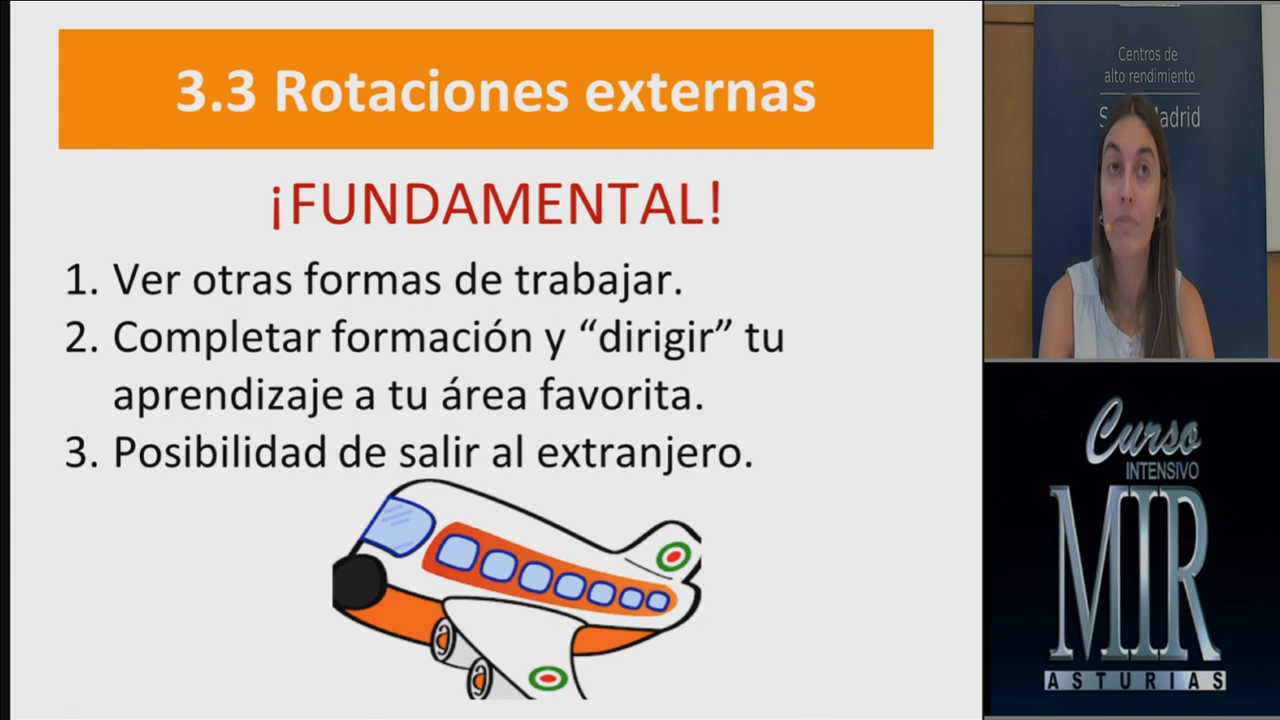 3.3 Rotaciones externas
¡FUNDAMENTAL!
1. Ver otras formas de trabajar.
2. Completar formación y “dirigir” tu
aprendizaje a tu área favorita.
3. Posibilidad de salir al extranjero.
Centros de
alto rendimiento
Curso
INTENSIVO
MIR
ASTURIAS